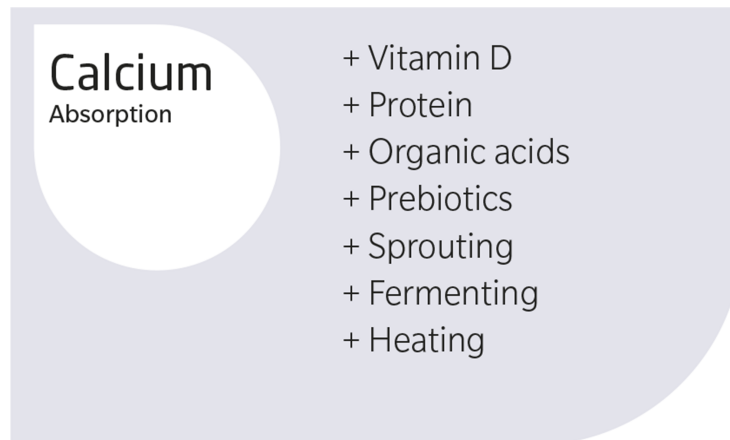 Calcium
Absorption
+ Vitamin D
+ Protein
+ Organic acids
+ Prebiotics
+ Sprouting
+ Fermenting
+ Heating